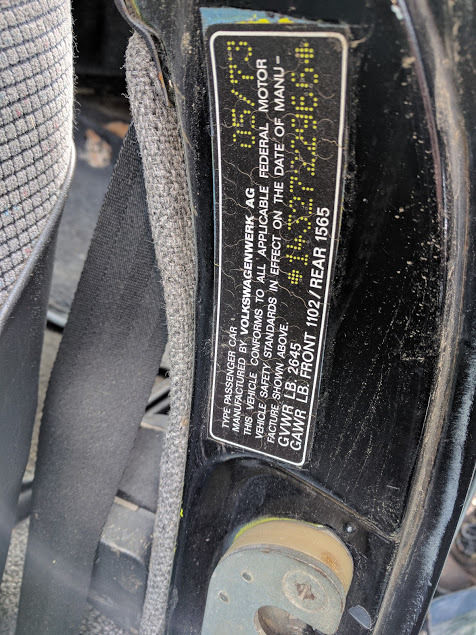 TYPE: PASSENGER CAR
MANUFACTURED BY VOLKSWAGENWERK AG 05/73
THIS VEHICLE CONFORMS TO ALL APPLICABLE FEDERAL MOTOR
VEHICLE SAFETY STANDARDS IN EFFECT ON THE DATE OF MANU-
FACTURE SHOWN ABOVE.
GVWR LB 2645
GAWR LB. FRONT 1102 / REAR 1565